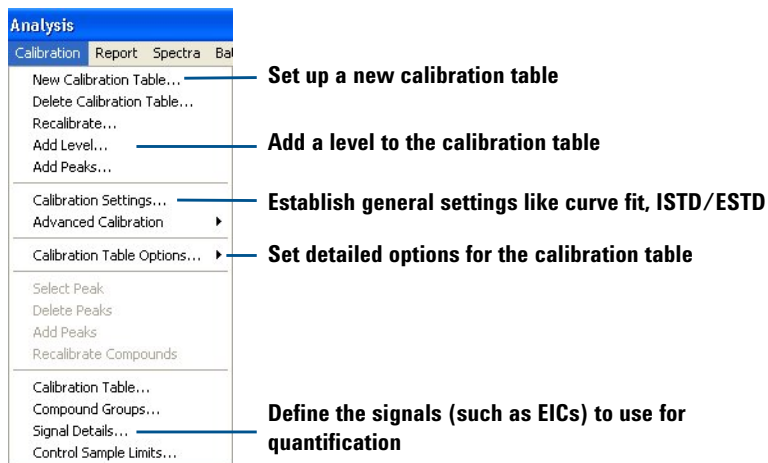 Analysis
Calibration Report Spectra Bat
New Calibration Table... Set up a new calibration table
Delete Calibration Table...
Recalibrate...
Add Level... Add a level to the calibration table
Add Peaks...
Calibration Settings... Establish general settings like curve fit, ISTD/ESTD
Advanced Calibration
Calibration Table Options... Set detailed options for the calibration table
Select Peak
Delete Peaks
Add Peaks
Recalibrate Compounds
Calibration Table...
Compound Groups...
Signal Details... Define the signals (such as EICs) to use for
quantification
Control Sample Limits...